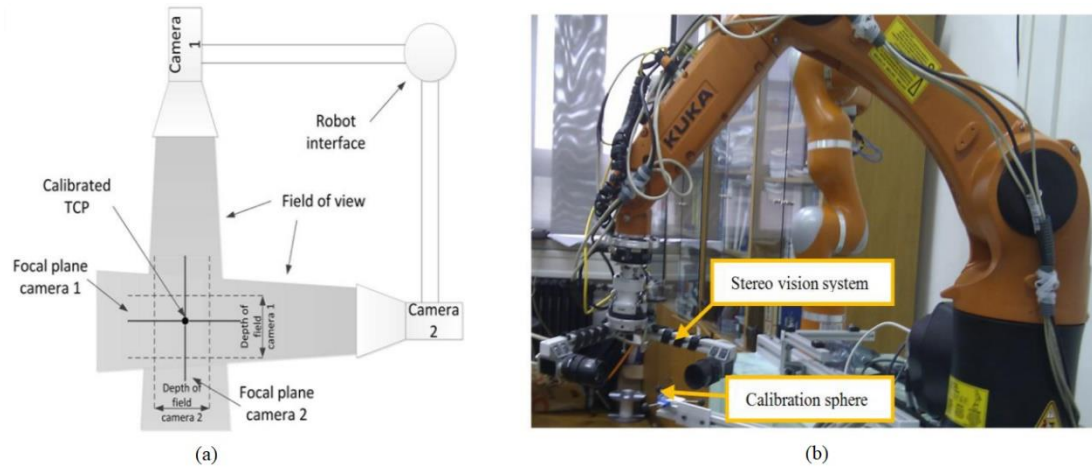 Camera
1
Robot
interface
Calibrated
TCP
Field of view
Focal plane
camera 1
Depth of
field
camera 1
Camera
2
Depth of
field
camera 2
Focal plane
camera 2
(a)
KUKA
Stereo vision system
Calibration sphere
(b)